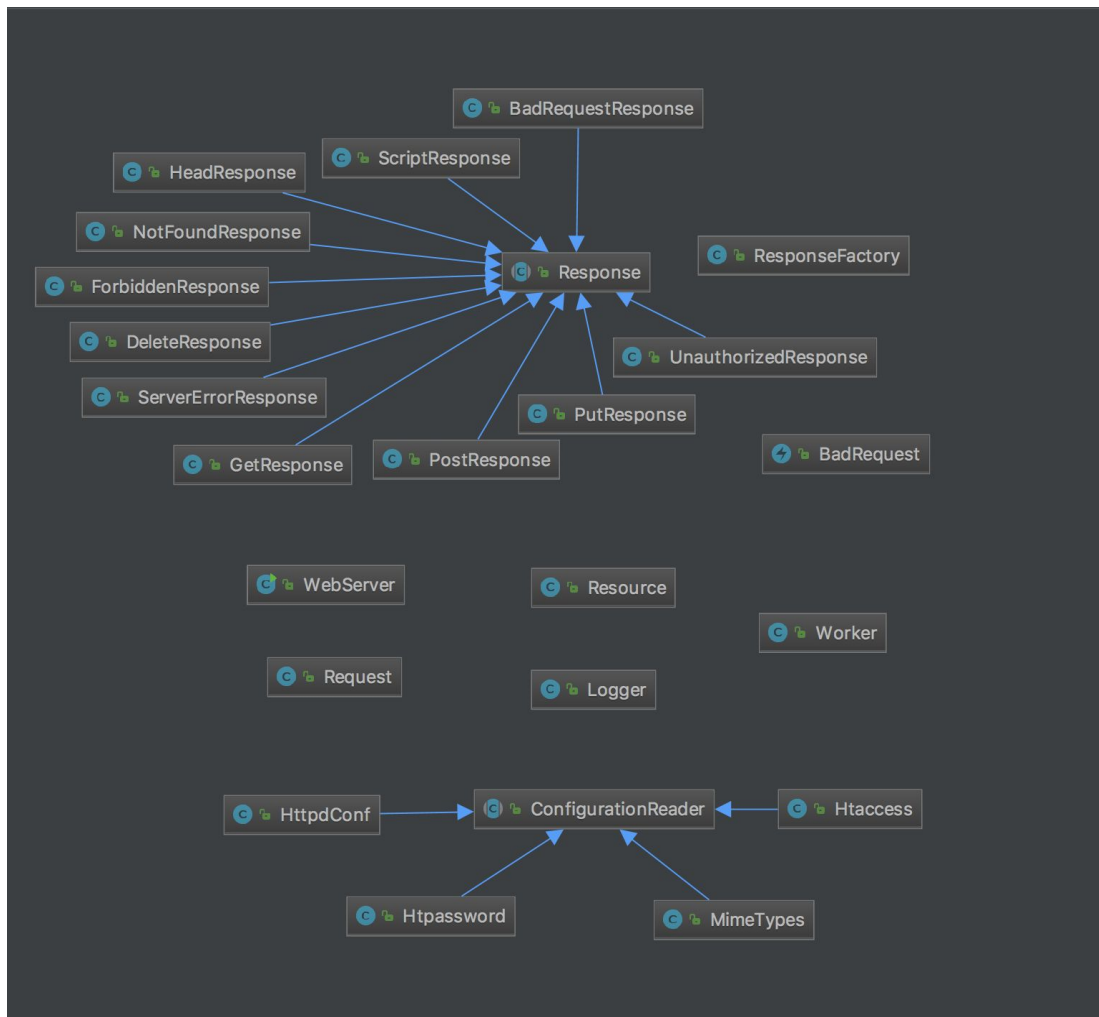 BadRequestResponse
ScriptResponse
HeadResponse
NotFoundResponse
ResponseFactory
Response
ForbiddenResponse
DeleteResponse
UnauthorizedResponse
ServerErrorResponse
PutResponse
GetResponse
PostResponse
BadRequest
WebServer
Resource
Worker
Request
Logger
HttpdConf
ConfigurationReader
Htaccess
Htpassword
MimeTypes